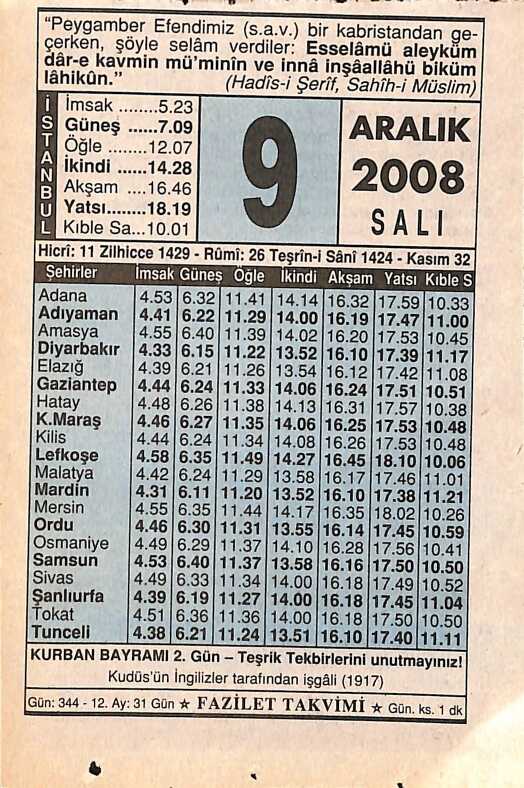 "Peygamber Efendimiz (s.a.v.) bir kabristandan ge-
çerken, şöyle selâm verdiler: Esselâmü aleyküm
dâr-e kavmin mü'minîn ve innâ inşâallâhü biküm
lâhikûn." (Hadîs-i Şerîf, Sahîh-i Müslim)
İSTANBUL
İmsak ........5.23
Güneş ......7.09
Öğle ........12.07
İkindi ......14.28
Akşam ....16.46
Yatsı........18.19
Kıble Sa...10.01
9
ARALIK
2008
SALI
Hicrî: 11 Zilhicce 1429 - Rûmî: 26 Teşrîn-i Sânî 1424 - Kasım 32
Şehirler İmsak Güneş Öğle İkindi Akşam Yatsı Kıble S
Adana 4.53 6.32 11.41 14.14 16.32 17.59 10.33
Adıyaman 4.41 6.22 11.29 14.00 16.19 17.47 11.00
Amasya 4.55 6.40 11.39 14.02 16.20 17.53 10.45
Diyarbakır 4.33 6.15 11.22 13.52 16.10 17.39 11.17
Elazığ 4.39 6.21 11.26 13.54 16.12 17.42 11.08
Gaziantep 4.44 6.24 11.33 14.06 16.24 17.51 10.51
Hatay 4.48 6.26 11.38 14.13 16.31 17.57 10.38
K.Maraş 4.46 6.27 11.35 14.06 16.25 17.53 10.48
Kilis 4.44 6.24 11.34 14.08 16.26 17.53 10.48
Lefkoşe 4.58 6.35 11.49 14.27 16.45 18.10 10.06
Malatya 4.42 6.24 11.29 13.58 16.17 17.46 11.01
Mardin 4.31 6.11 11.20 13.52 16.10 17.38 11.21
Mersin 4.55 6.35 11.44 14.17 16.35 18.02 10.26
Ordu 4.46 6.30 11.31 13.55 16.14 17.45 10.59
Osmaniye 4.49 6.29 11.37 14.10 16.28 17.56 10.41
Samsun 4.53 6.40 11.37 13.58 16.16 17.50 10.50
Sivas 4.49 6.33 11.34 14.00 16.18 17.49 10.52
Şanlıurfa 4.39 6.19 11.27 14.00 16.18 17.45 11.04
Tokat 4.51 6.36 11.36 14.00 16.18 17.50 10.50
Tunceli 4.38 6.21 11.24 13.51 16.10 17.40 11.11
KURBAN BAYRAMI 2. Gün – Teşrik Tekbirlerini unutmayınız!
Kudüs'ün İngilizler tarafından işgâli (1917)
Gün: 344 - 12. Ay: 31 Gün ★ FAZİLET TAKVİMİ ★ Gün. ks. 1 dk